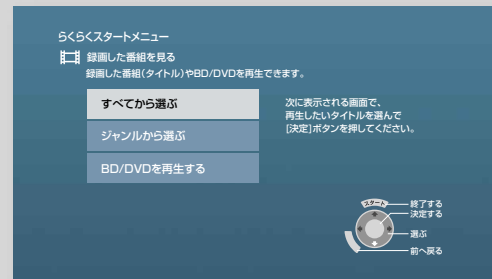 らくらくスタートメニュー
録画した番組を見る
録画した番組（タイトル）やBD/DVDを再生できます。
すべてから選ぶ
ジャンルから選ぶ
BD/DVDを再生する
次に表示される画面で、
再生したいタイトルを選んで
[決定]ボタンを押してください。
スタート
終了する
決定する
選ぶ
前へ戻る